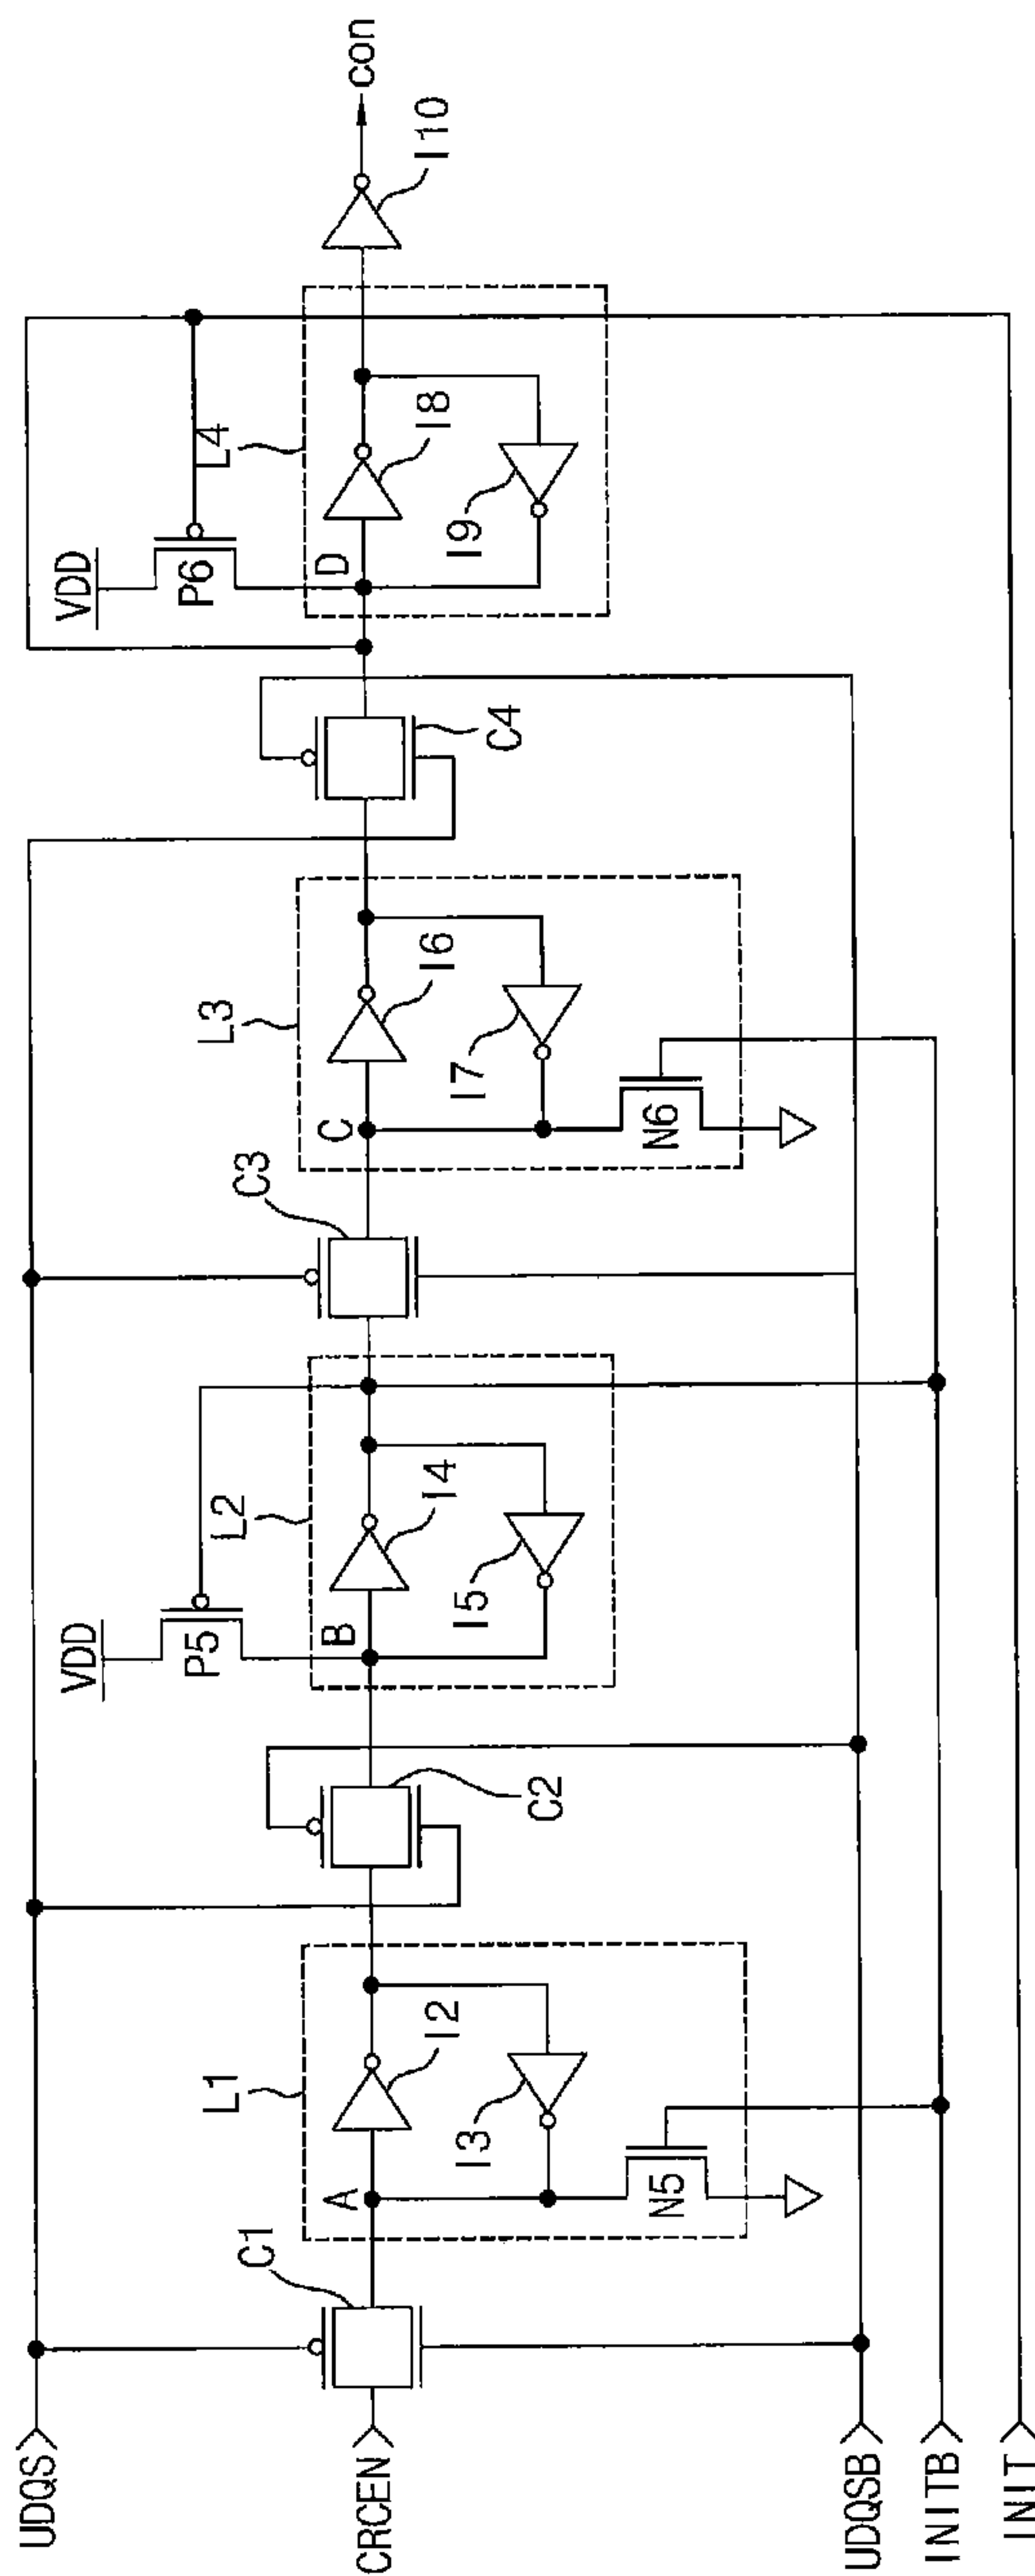 UDQS
CRCEN
UDQSB
INITB
INIT
C1
A
L1
I2
I3
N5
C2
VDD
P5
B
L2
I4
I5
C3
C
L3
I6
I7
N6
C4
VDD
P6
D
L4
I8
I9
I10
con